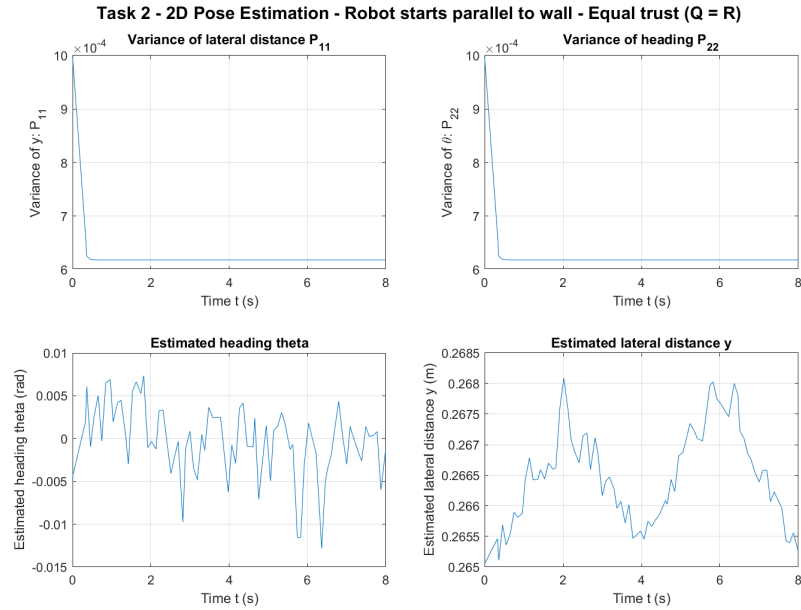 Task 2 - 2D Pose Estimation - Robot starts parallel to wall - Equal trust (Q = R)
Variance of lateral distance P11
×10-4
10
9
8
7
6
Variance of y: P11
0 2 4 6 8
Time t (s)
Variance of heading P22
×10-4
10
9
8
7
6
Variance of θ: P22
0 2 4 6 8
Time t (s)
Estimated heading theta
0.01
0.005
0
-0.005
-0.01
-0.015
Estimated heading theta (rad)
0 2 4 6 8
Time t (s)
Estimated lateral distance y
0.2685
0.268
0.2675
0.267
0.2665
0.266
0.2655
0.265
Estimated lateral distance y (m)
0 2 4 6 8
Time t (s)